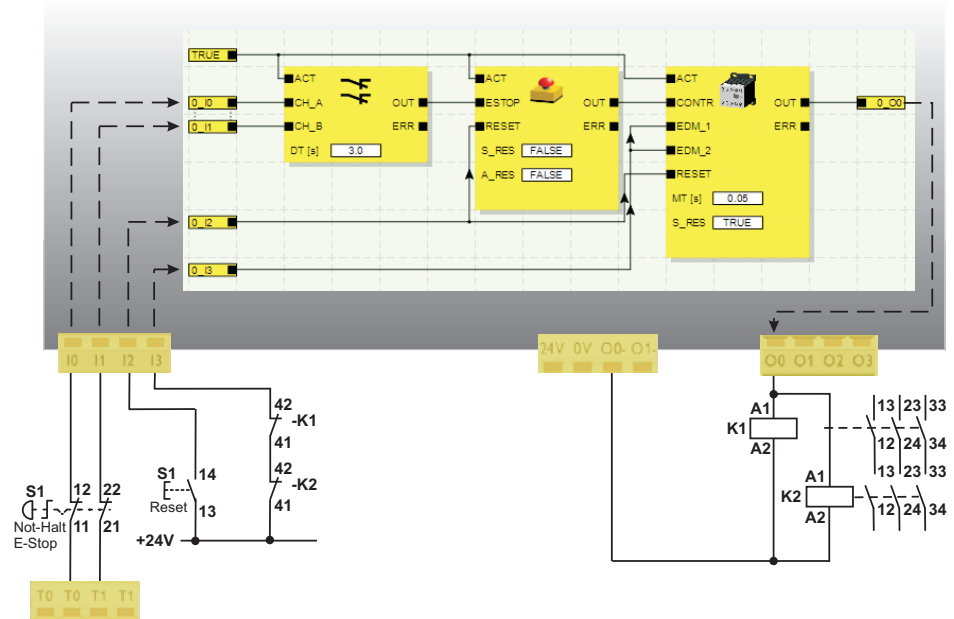 TRUE
ACT
ACT
ACT
0_I0
CH_A
OUT
ESTOP
OUT
CONTR
OUT
0_O0
0_I1
CH_B
ERR
RESET
ERR
EDM_1
ERR
DT [s]
3.0
S_RES
FALSE
EDM_2
A_RES
FALSE
RESET
MT [s]
0.05
0_I2
S_RES
TRUE
0_I3
I0 I1 I2 I3
24V 0V O0- O1-
O0 O1 O2 O3
42
-K1
41
42
-K2
41
S1
14
Reset
13
S1
12
22
Not-Halt
11
21
E-Stop
+24V
T0 T0 T1 T1
A1
K1
A2
13 23 33
12 24 34
A1
K2
A2
13 23 33
12 24 34